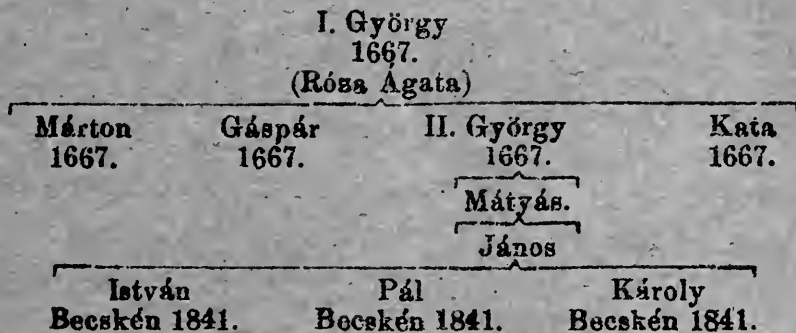 I. György
1667.
(Rósa Ágata)
Márton Gáspár II. György Kata
1667. 1667. 1667. 1667.
Mátyás.
János
István Pál Károly
Becskén 1841. Becskén 1841. Becskén 1841.